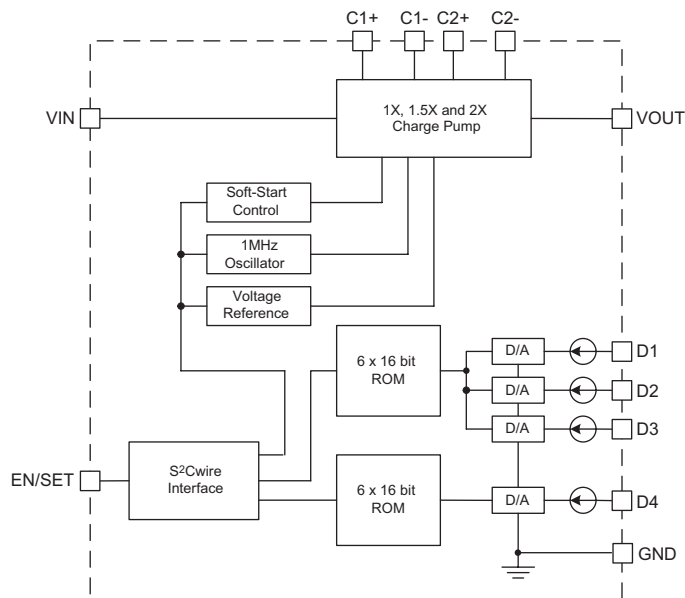 C1+ C1- C2+ C2-
VIN
1X, 1.5X and 2X
Charge Pump
VOUT
Soft-Start
Control
1MHz
Oscillator
Voltage
Reference
6 x 16 bit
ROM
D/A
D1
D/A
D2
D/A
D3
EN/SET
S²Cwire
Interface
6 x 16 bit
ROM
D/A
D4
GND